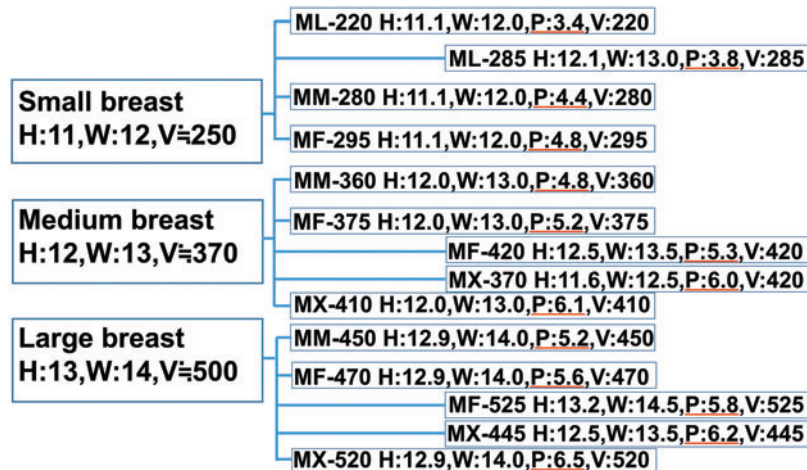 ML-220 H:11.1,W:12.0,P:3.4,V:220
ML-285 H:12.1,W:13.0,P:3.8,V:285
Small breast
H:11,W:12,V≒250
MM-280 H:11.1,W:12.0,P:4.4,V:280
MF-295 H:11.1,W:12.0,P:4.8,V:295
MM-360 H:12.0,W:13.0,P:4.8,V:360
Medium breast
H:12,W:13,V≒370
MF-375 H:12.0,W:13.0,P:5.2,V:375
MF-420 H:12.5,W:13.5,P:5.3,V:420
MX-370 H:11.6,W:12.5,P:6.0,V:420
MX-410 H:12.0,W:13.0,P:6.1,V:410
Large breast
H:13,W:14,V≒500
MM-450 H:12.9,W:14.0,P:5.2,V:450
MF-470 H:12.9,W:14.0,P:5.6,V:470
MF-525 H:13.2,W:14.5,P:5.8,V:525
MX-445 H:12.5,W:13.5,P:6.2,V:445
MX-520 H:12.9,W:14.0,P:6.5,V:520